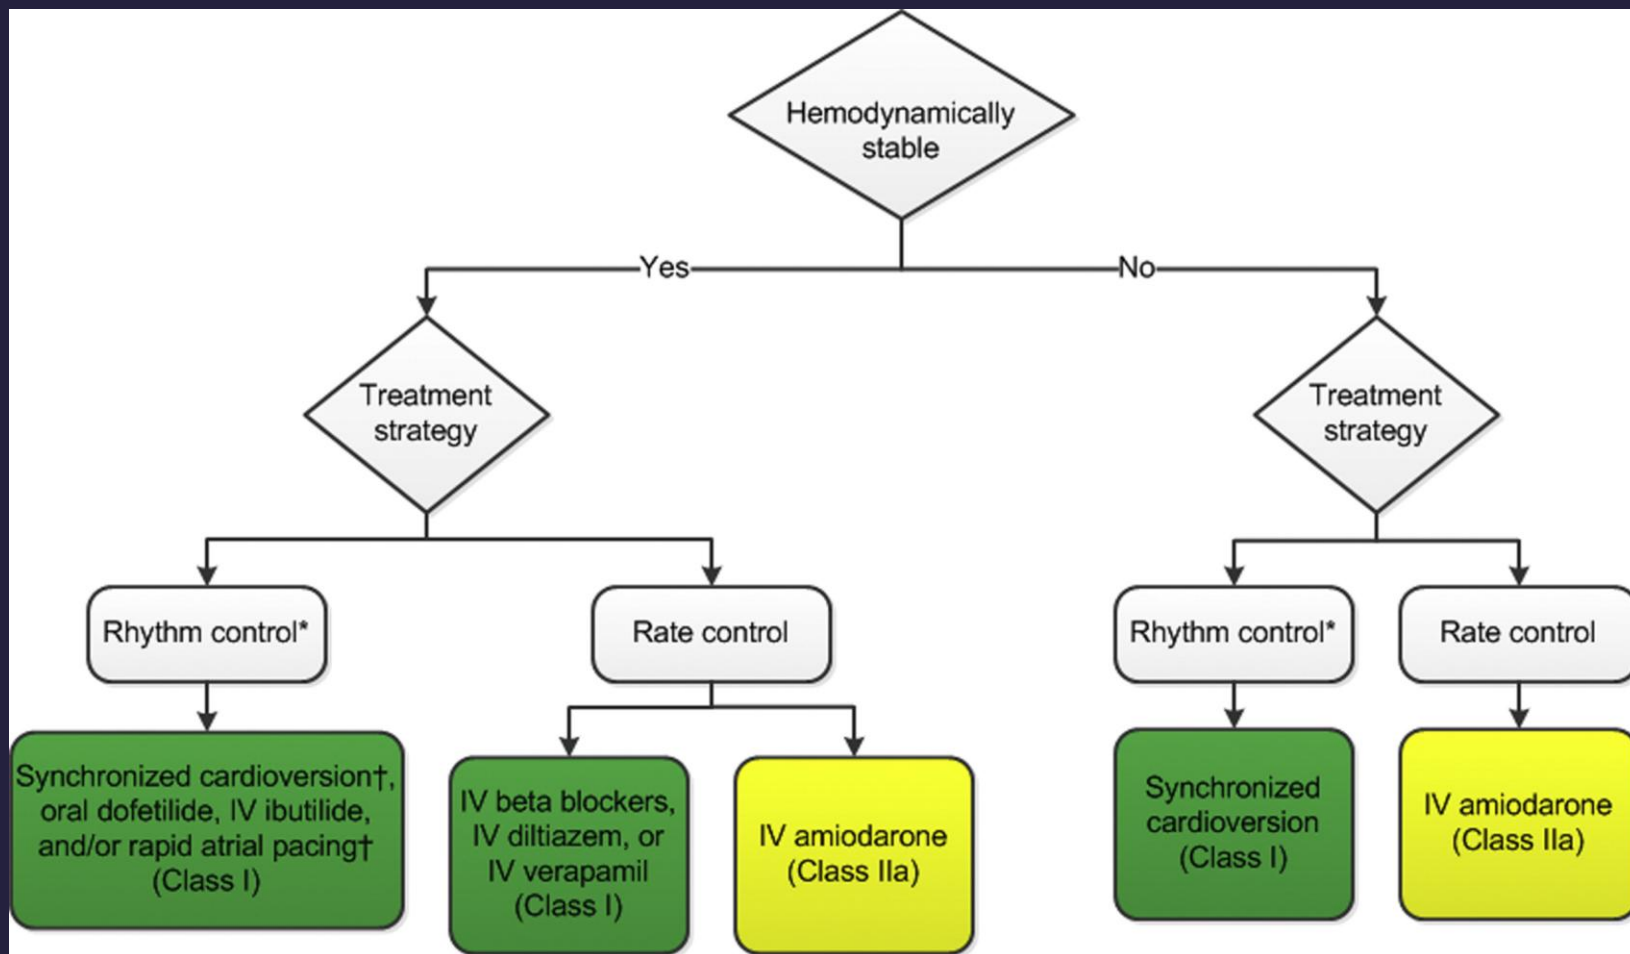 Hemodynamically
stable
Yes
No
Treatment
strategy
Treatment
strategy
Rhythm control*
Rate control
Rhythm control*
Rate control
Synchronized cardioversion†,
oral dofetilide, IV ibutilide,
and/or rapid atrial pacing†
(Class I)
IV beta blockers,
IV diltiazem, or
IV verapamil
(Class I)
IV amiodarone
(Class IIa)
Synchronized
cardioversion
(Class I)
IV amiodarone
(Class IIa)